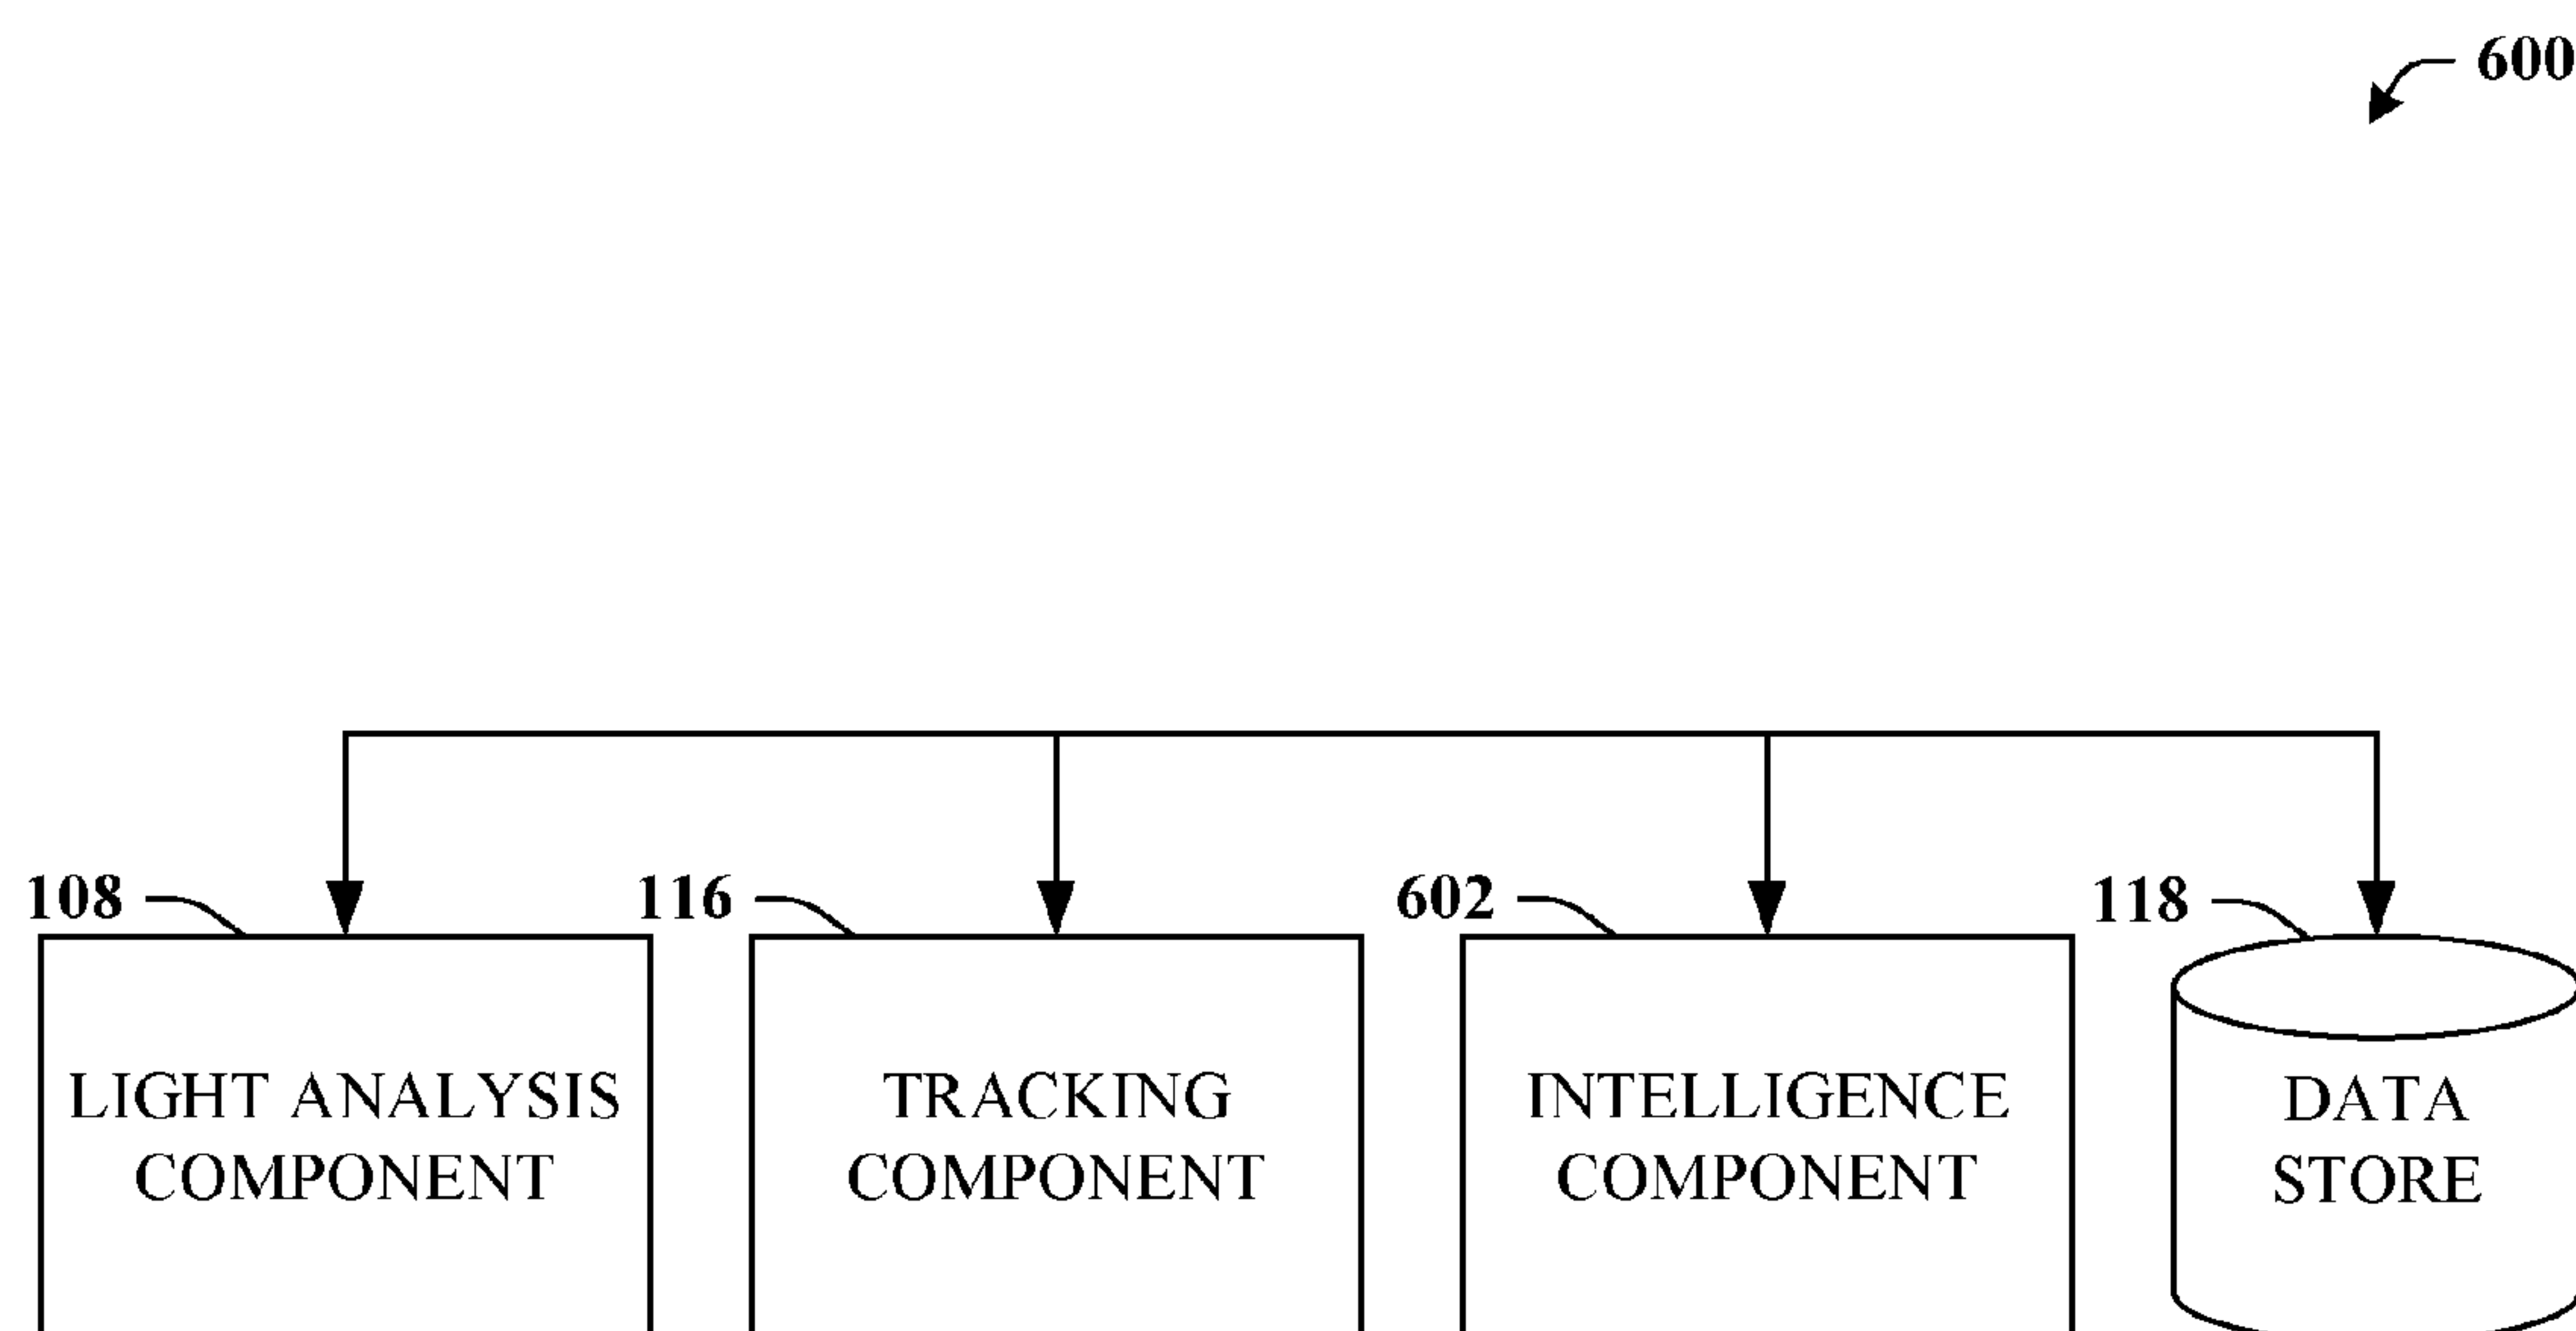 600
108
116
602
118
LIGHT ANALYSIS
COMPONENT
TRACKING
COMPONENT
INTELLIGENCE
COMPONENT
DATA
STORE